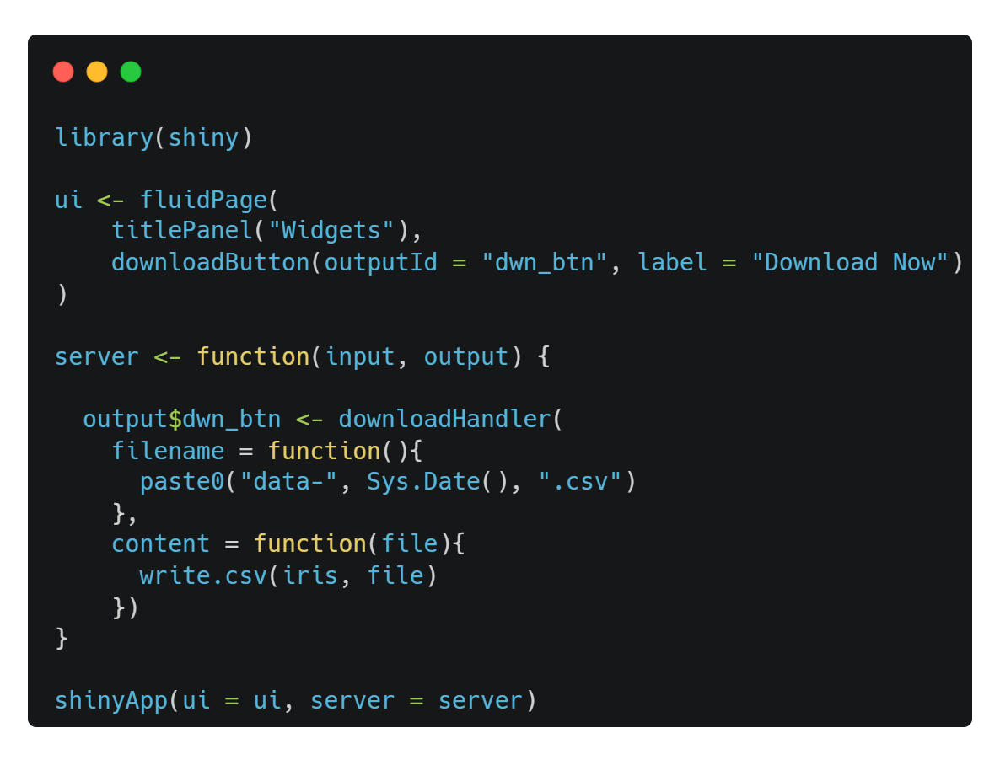 library(shiny)

ui <- fluidPage(
    titlePanel("Widgets"),
    downloadButton(outputId = "dwn_btn", label = "Download Now")
)

server <- function(input, output) {

  output$dwn_btn <- downloadHandler(
    filename = function(){
      paste0("data-", Sys.Date(), ".csv")
    },
    content = function(file){
      write.csv(iris, file)
    })
}

shinyApp(ui = ui, server = server)